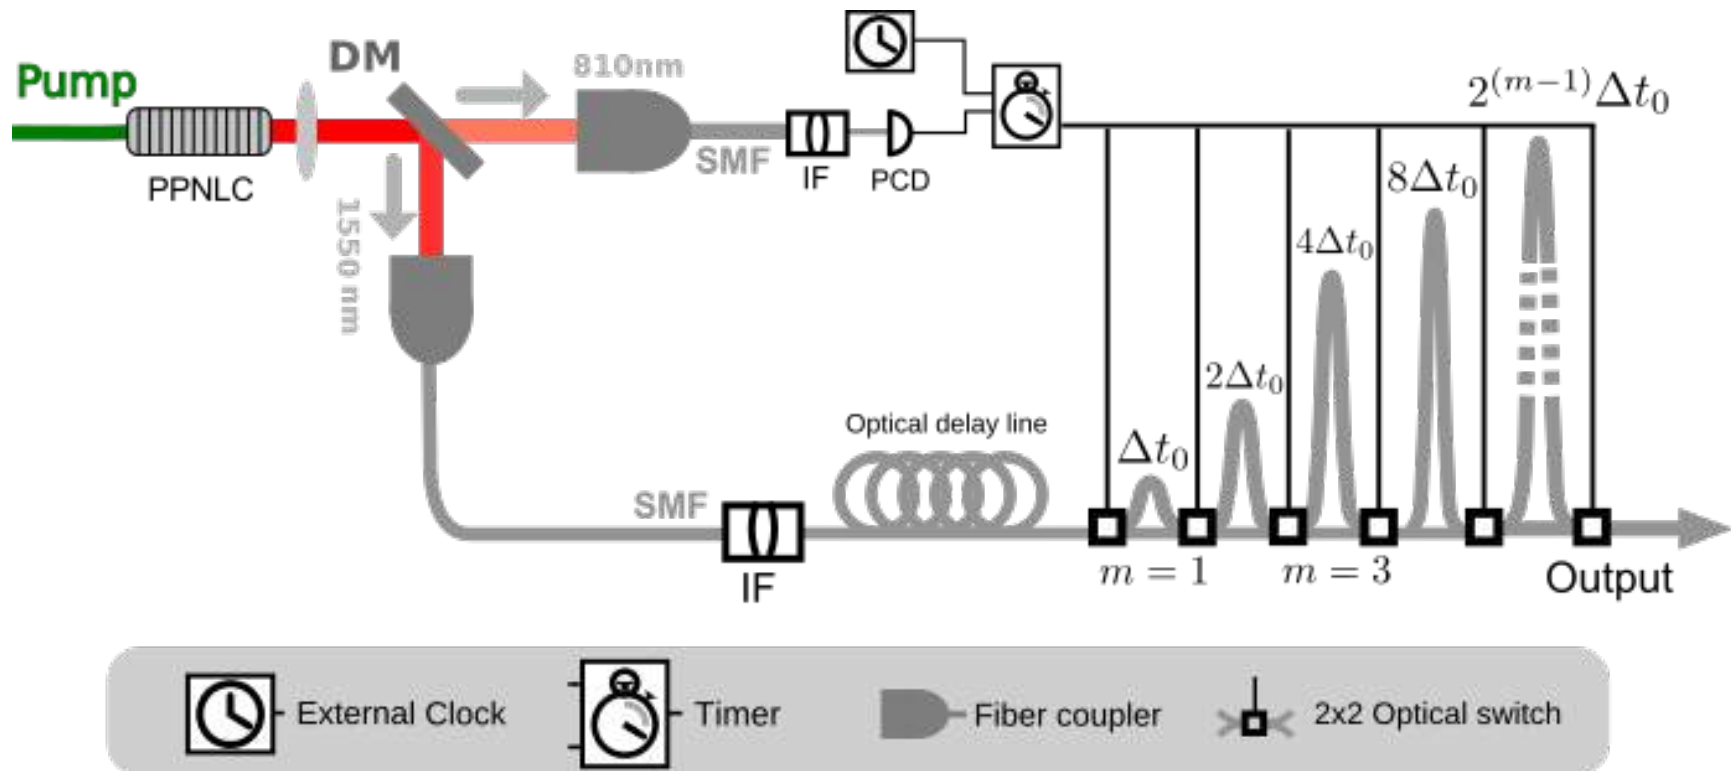 Pump
PPNLC
DM
810nm
1550 nm
SMF
IF
PCD
2^{(m-1)}Δt₀
8Δt₀
4Δt₀
2Δt₀
Δt₀
Optical delay line
SMF
IF
m = 1
m = 3
Output
External Clock
Timer
Fiber coupler
2x2 Optical switch